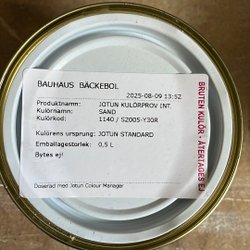 BAUHAUS BÄCKEBOL
2025-08-09 13:52
Produktnamn: JOTUN KULÖRPROV INT.
Kulörnamn: SAND
Kulörkod: 1140 / S2005-Y30R
Kulörens ursprung: JOTUN STANDARD
Emballagestorlek: 0,5 L
Bytes ej!
Doserad med Jotun Colour Manager
BRUTEN KULÖR - ÅTERTAGES EJ